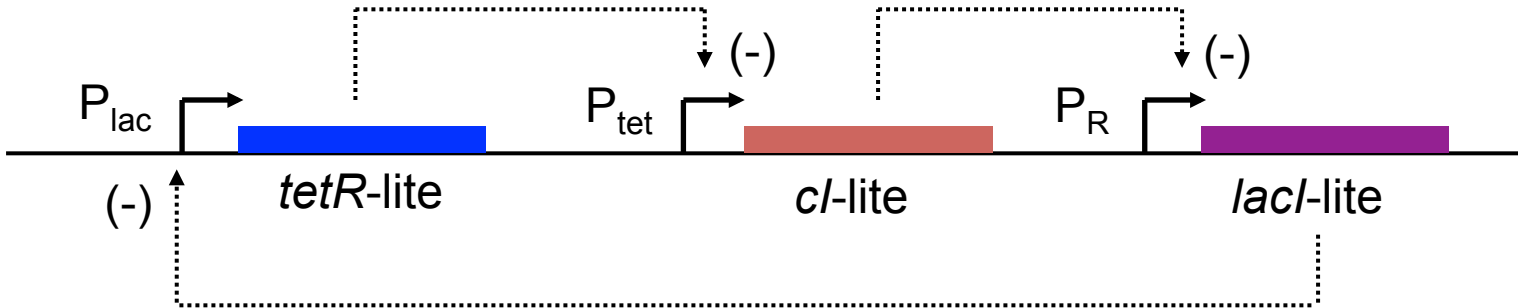 (-) (-)
P_lac P_tet P_R
(-) tetR-lite cI-lite lacI-lite